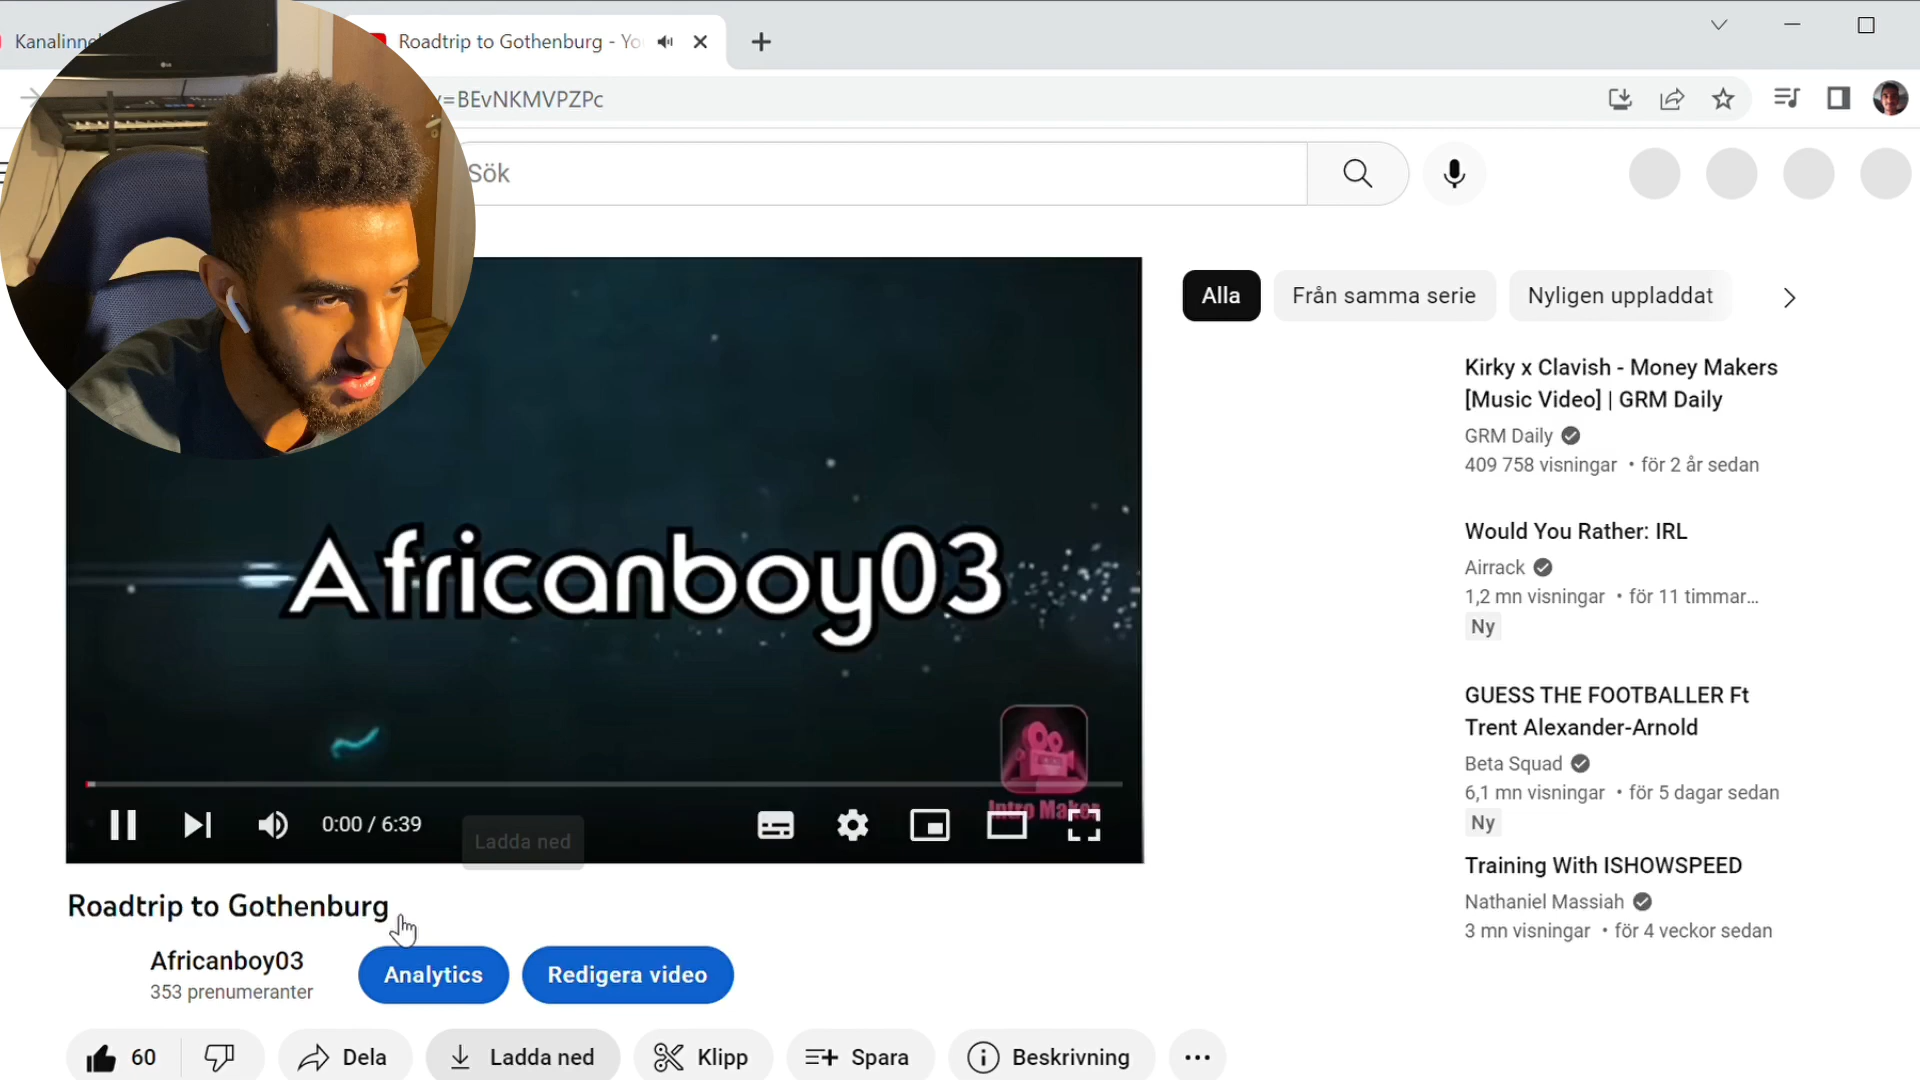 Kanalinne
Roadtrip to Gothenburg - Yo
v=BEvNKMVPZPc
Sök
Alla
Från samma serie
Nyligen uppladdat
Africanboy03
Intro Maker
0:00 / 6:39
Ladda ned
Kirky x Clavish - Money Makers
[Music Video] | GRM Daily
GRM Daily
409 758 visningar • för 2 år sedan
Would You Rather: IRL
Airrack
1,2 mn visningar • för 11 timmar...
Ny
GUESS THE FOOTBALLER Ft
Trent Alexander-Arnold
Beta Squad
6,1 mn visningar • för 5 dagar sedan
Ny
Training With ISHOWSPEED
Nathaniel Massiah
3 mn visningar • för 4 veckor sedan
Roadtrip to Gothenburg
Africanboy03
353 prenumeranter
Analytics
Redigera video
60
Dela
Ladda ned
Klipp
Spara
Beskrivning